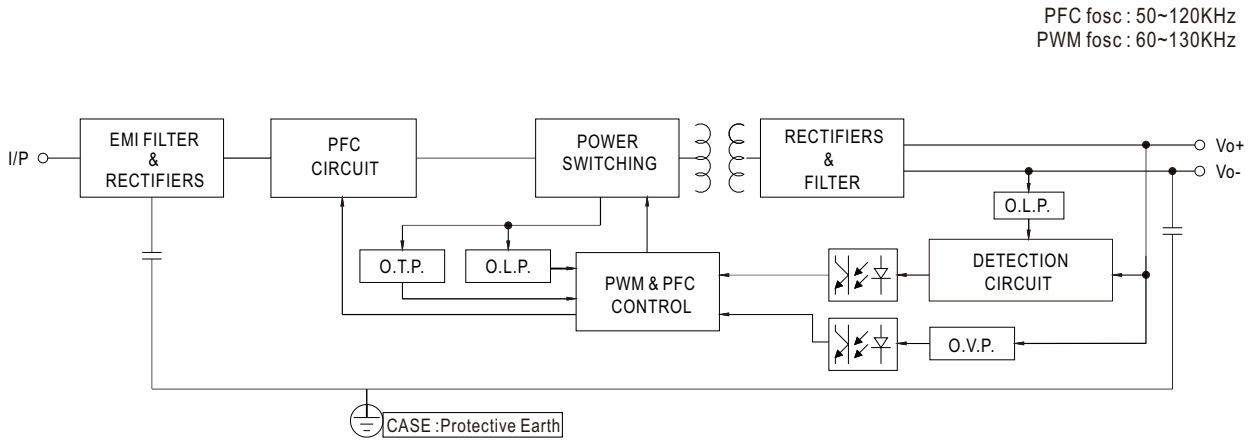 PFC fosc : 50~120KHz
PWM fosc : 60~130KHz
I/P
EMI FILTER
&
RECTIFIERS
PFC
CIRCUIT
POWER
SWITCHING
RECTIFIERS
&
FILTER
Vo+
Vo-
O.L.P.
O.T.P.
O.L.P.
PWM & PFC
CONTROL
DETECTION
CIRCUIT
O.V.P.
CASE :Protective Earth